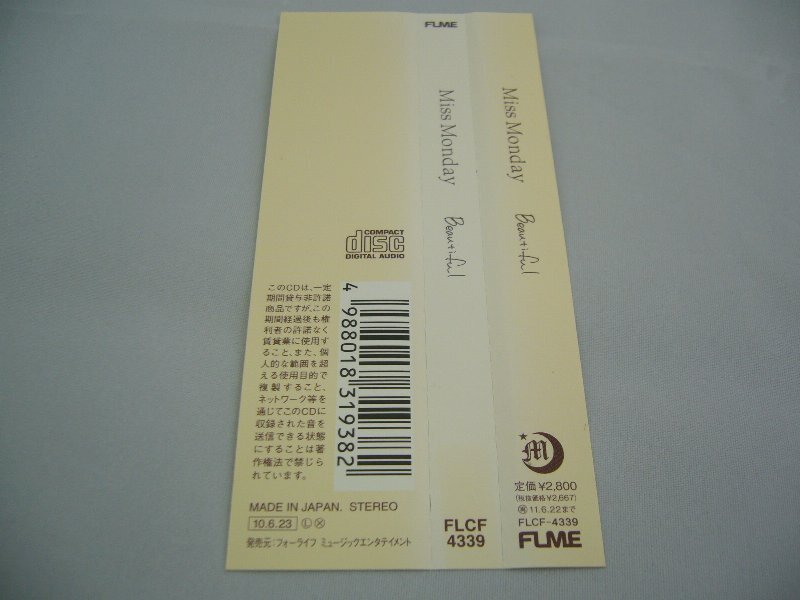 COMPACT
disc
DIGITAL AUDIO
このCDは、一定
期間貸与非許諾
商品ですが、この
期間経過後も権
利者の許諾なく
賃貸業に使用す
ること、また、個
人的な範囲を超
える使用目的で
複製すること、
ネットワーク等を
通じてこのCDに
収録された音を
送信できる状態
にすることは著
作権法で禁じら
れています。
4 988018 319382
MADE IN JAPAN. STEREO
10.6.23 Ⓛ Ⓧ
発売元:フォーライフ ミュージックエンタテイメント
FLME
Miss Monday
Beautiful
FLCF
4339
Miss Monday
Beautiful
M
定価¥2,800
(税抜価格¥2,667)
11.6.22まで
FLCF-4339
FLME